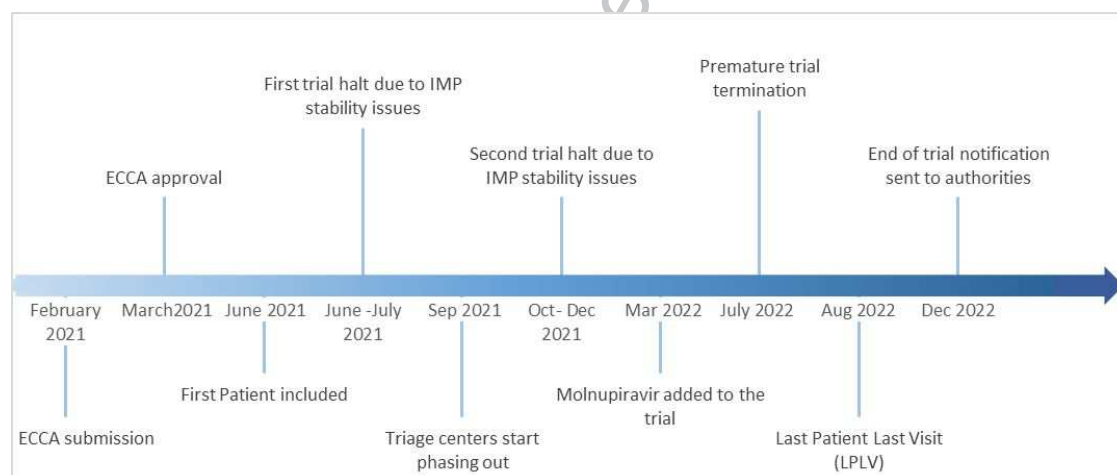 First trial halt due to IMP
stability issues
Premature trial
termination
ECCA approval
Second trial halt due to
IMP stability issues
End of trial notification
sent to authorities
February
2021
March2021
June 2021
June -July
2021
Sep 2021
Oct- Dec
2021
Mar 2022
July 2022
Aug 2022
Dec 2022
First Patient included
Molnupiravir added to the
trial
ECCA submission
Triage centers start
phasing out
Last Patient Last Visit
(LPLV)